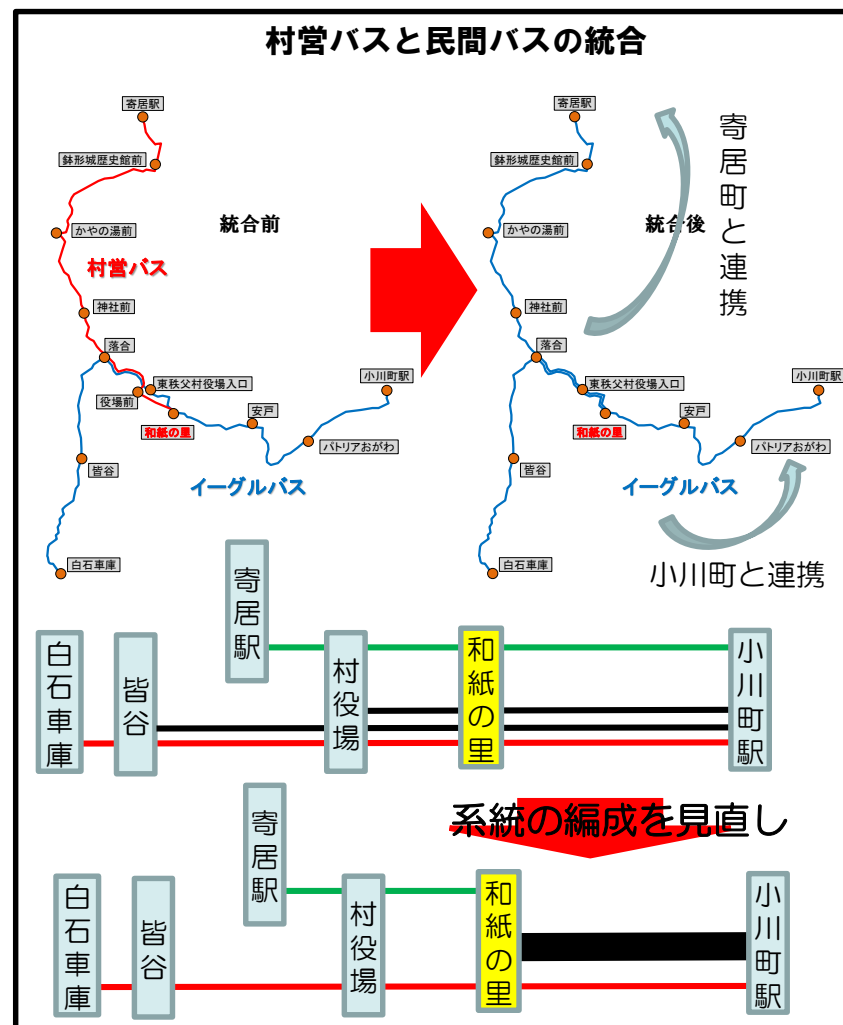 村営バスと民間バスの統合
寄居駅
鉢形城歴史館前
かやの湯前
統合前
村営バス
神社前
落合
東秩父村役場入口
役場前
和紙の里
安戸
小川町駅
パトリアおがわ
皆谷
イーグルバス
白石車庫
寄居駅
鉢形城歴史館前
かやの湯前
統合後
寄居町と連携
神社前
落合
東秩父村役場入口
和紙の里
安戸
小川町駅
パトリアおがわ
皆谷
イーグルバス
白石車庫
小川町と連携
白石車庫
皆谷
寄居駅
村役場
和紙の里
小川町駅
系統の編成を見直し
白石車庫
皆谷
寄居駅
村役場
和紙の里
小川町駅